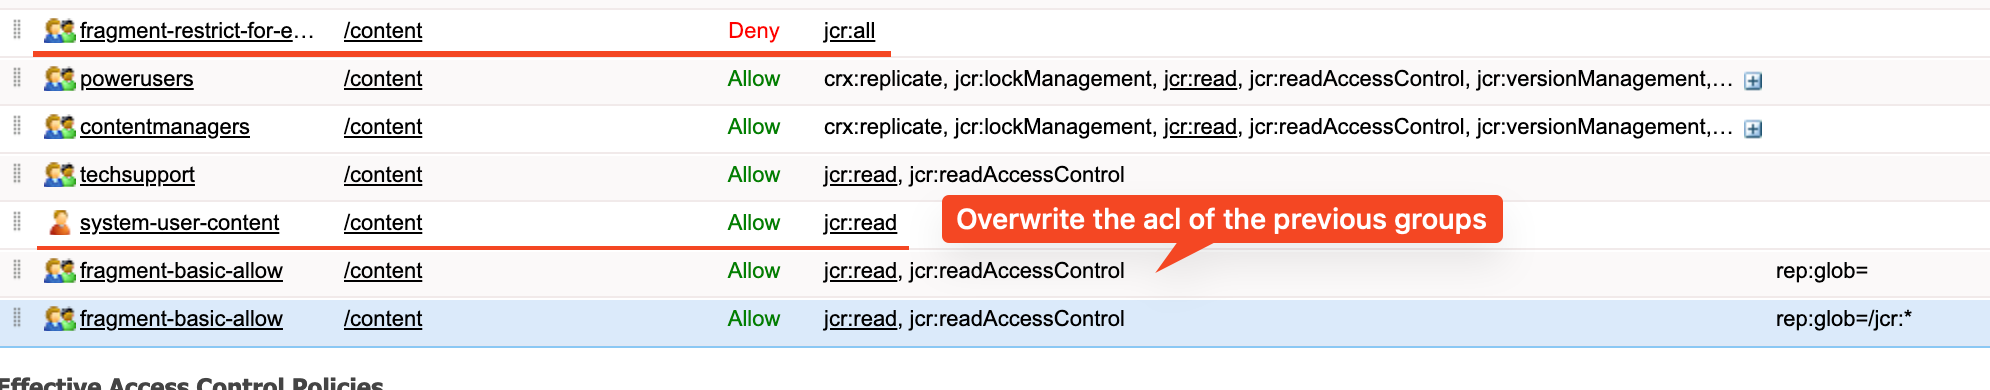 fragment-restrict-for-e… /content Deny jcr:all
powerusers /content Allow crx:replicate, jcr:lockManagement, jcr:read, jcr:readAccessControl, jcr:versionManagement,…
contentmanagers /content Allow crx:replicate, jcr:lockManagement, jcr:read, jcr:readAccessControl, jcr:versionManagement,…
techsupport /content Allow jcr:read, jcr:readAccessControl
system-user-content /content Allow jcr:read
Overwrite the acl of the previous groups
fragment-basic-allow /content Allow jcr:read, jcr:readAccessControl rep:glob=
fragment-basic-allow /content Allow jcr:read, jcr:readAccessControl rep:glob=/jcr:*
Effective Access Control Policies